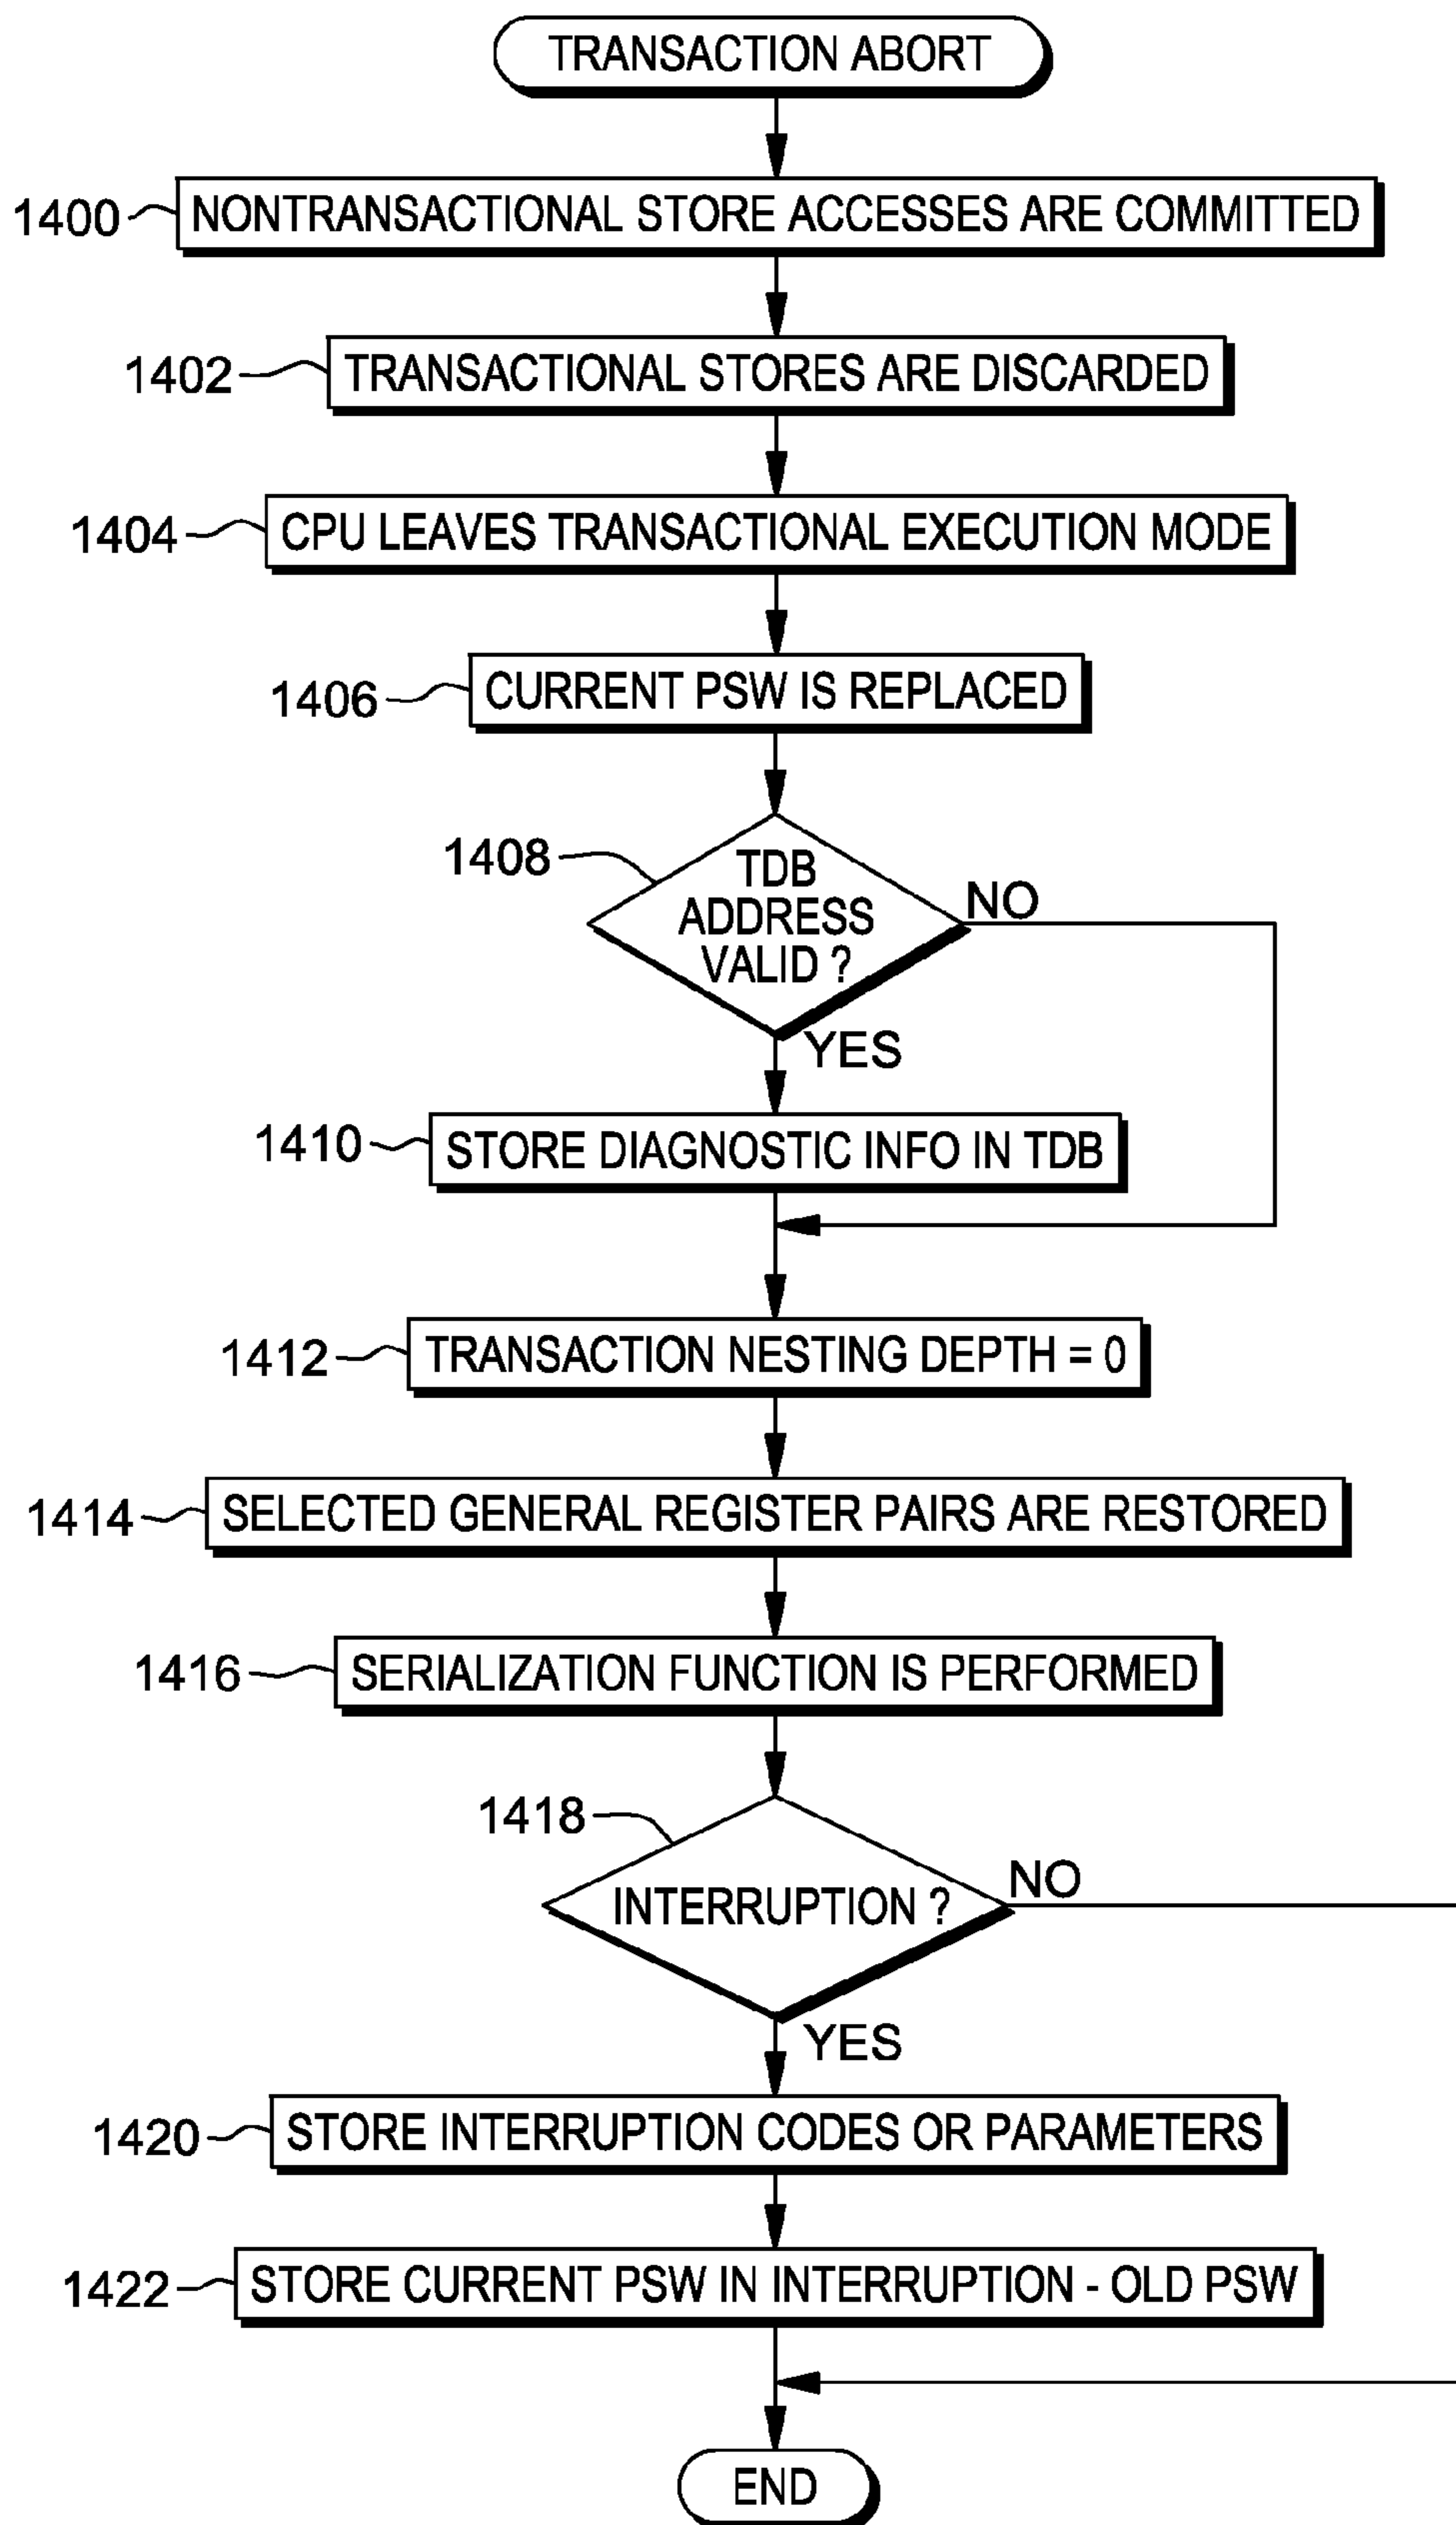 TRANSACTION ABORT
1400 NONTRANSACTIONAL STORE ACCESSES ARE COMMITTED
1402 TRANSACTIONAL STORES ARE DISCARDED
1404 CPU LEAVES TRANSACTIONAL EXECUTION MODE
1406 CURRENT PSW IS REPLACED
1408
TDB
ADDRESS
VALID ?
NO
YES
1410 STORE DIAGNOSTIC INFO IN TDB
1412 TRANSACTION NESTING DEPTH = 0
1414 SELECTED GENERAL REGISTER PAIRS ARE RESTORED
1416 SERIALIZATION FUNCTION IS PERFORMED
1418
INTERRUPTION ?
NO
YES
1420 STORE INTERRUPTION CODES OR PARAMETERS
1422 STORE CURRENT PSW IN INTERRUPTION - OLD PSW
END